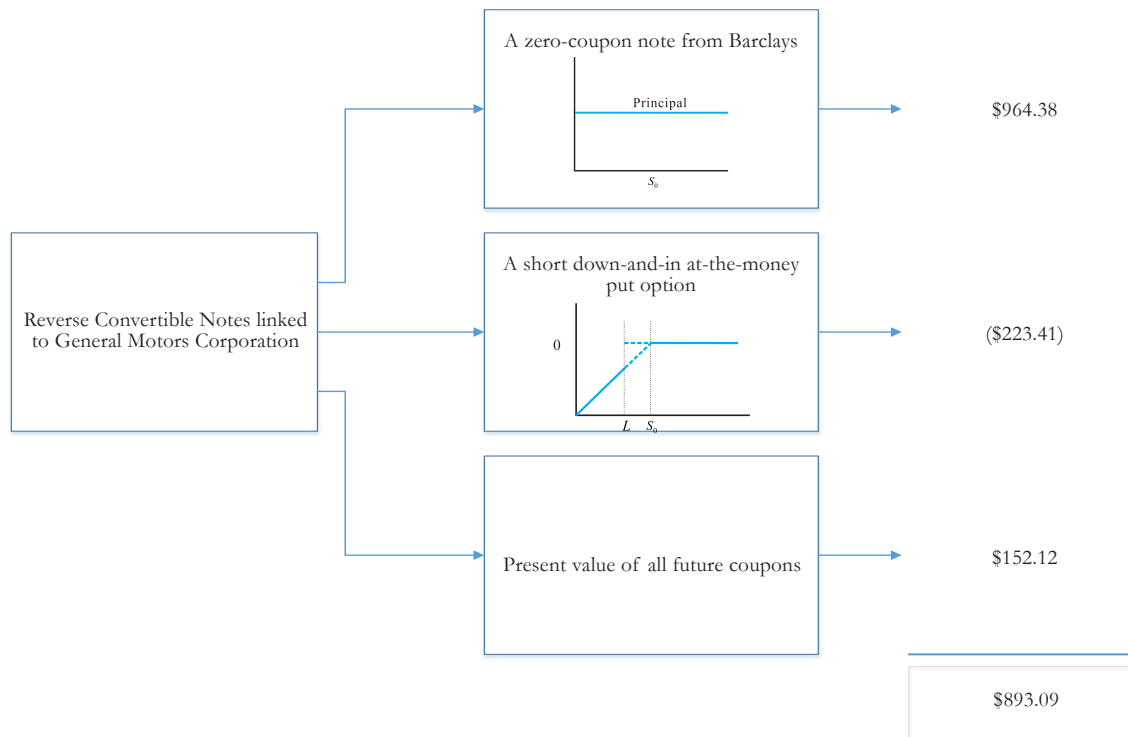 A zero-coupon note from Barclays
Principal
S₀
$964.38
Reverse Convertible Notes linked
to General Motors Corporation
A short down-and-in at-the-money
put option
0
L S₀
($223.41)
Present value of all future coupons
$152.12
$893.09